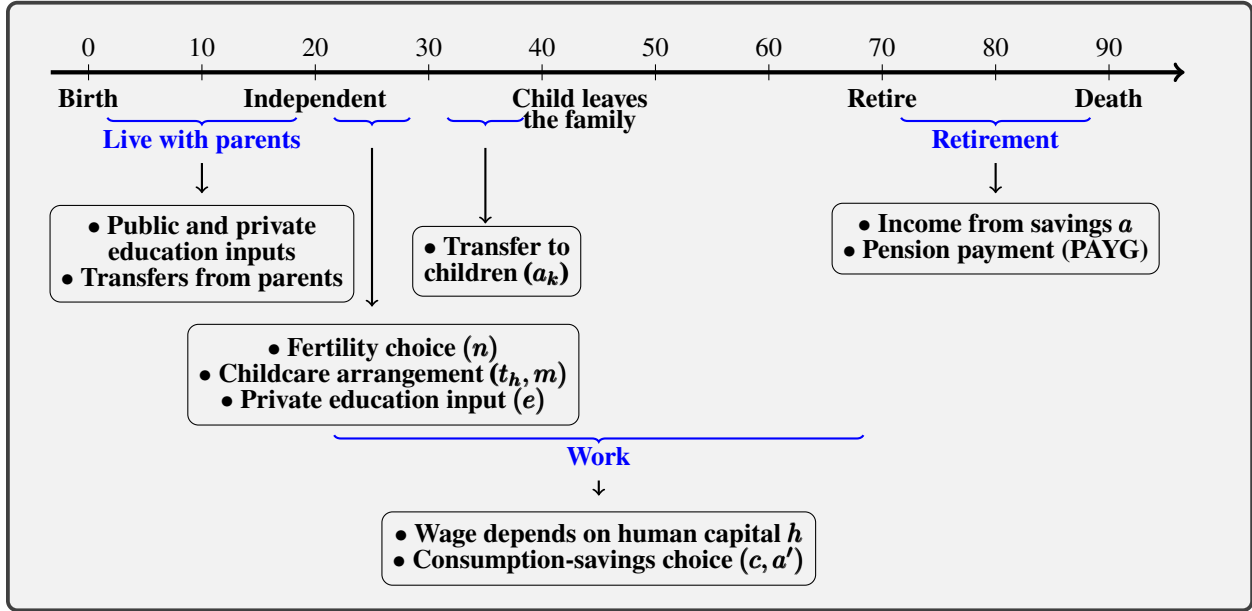 0 10 20 30 40 50 60 70 80 90
Birth Independent Child leaves Retire Death
the family
Live with parents Retirement
• Public and private
education inputs
• Transfers from parents
• Transfer to
children (a_k)
• Income from savings a
• Pension payment (PAYG)
• Fertility choice (n)
• Childcare arrangement (t_h, m)
• Private education input (e)
Work
• Wage depends on human capital h
• Consumption-savings choice (c, a′)